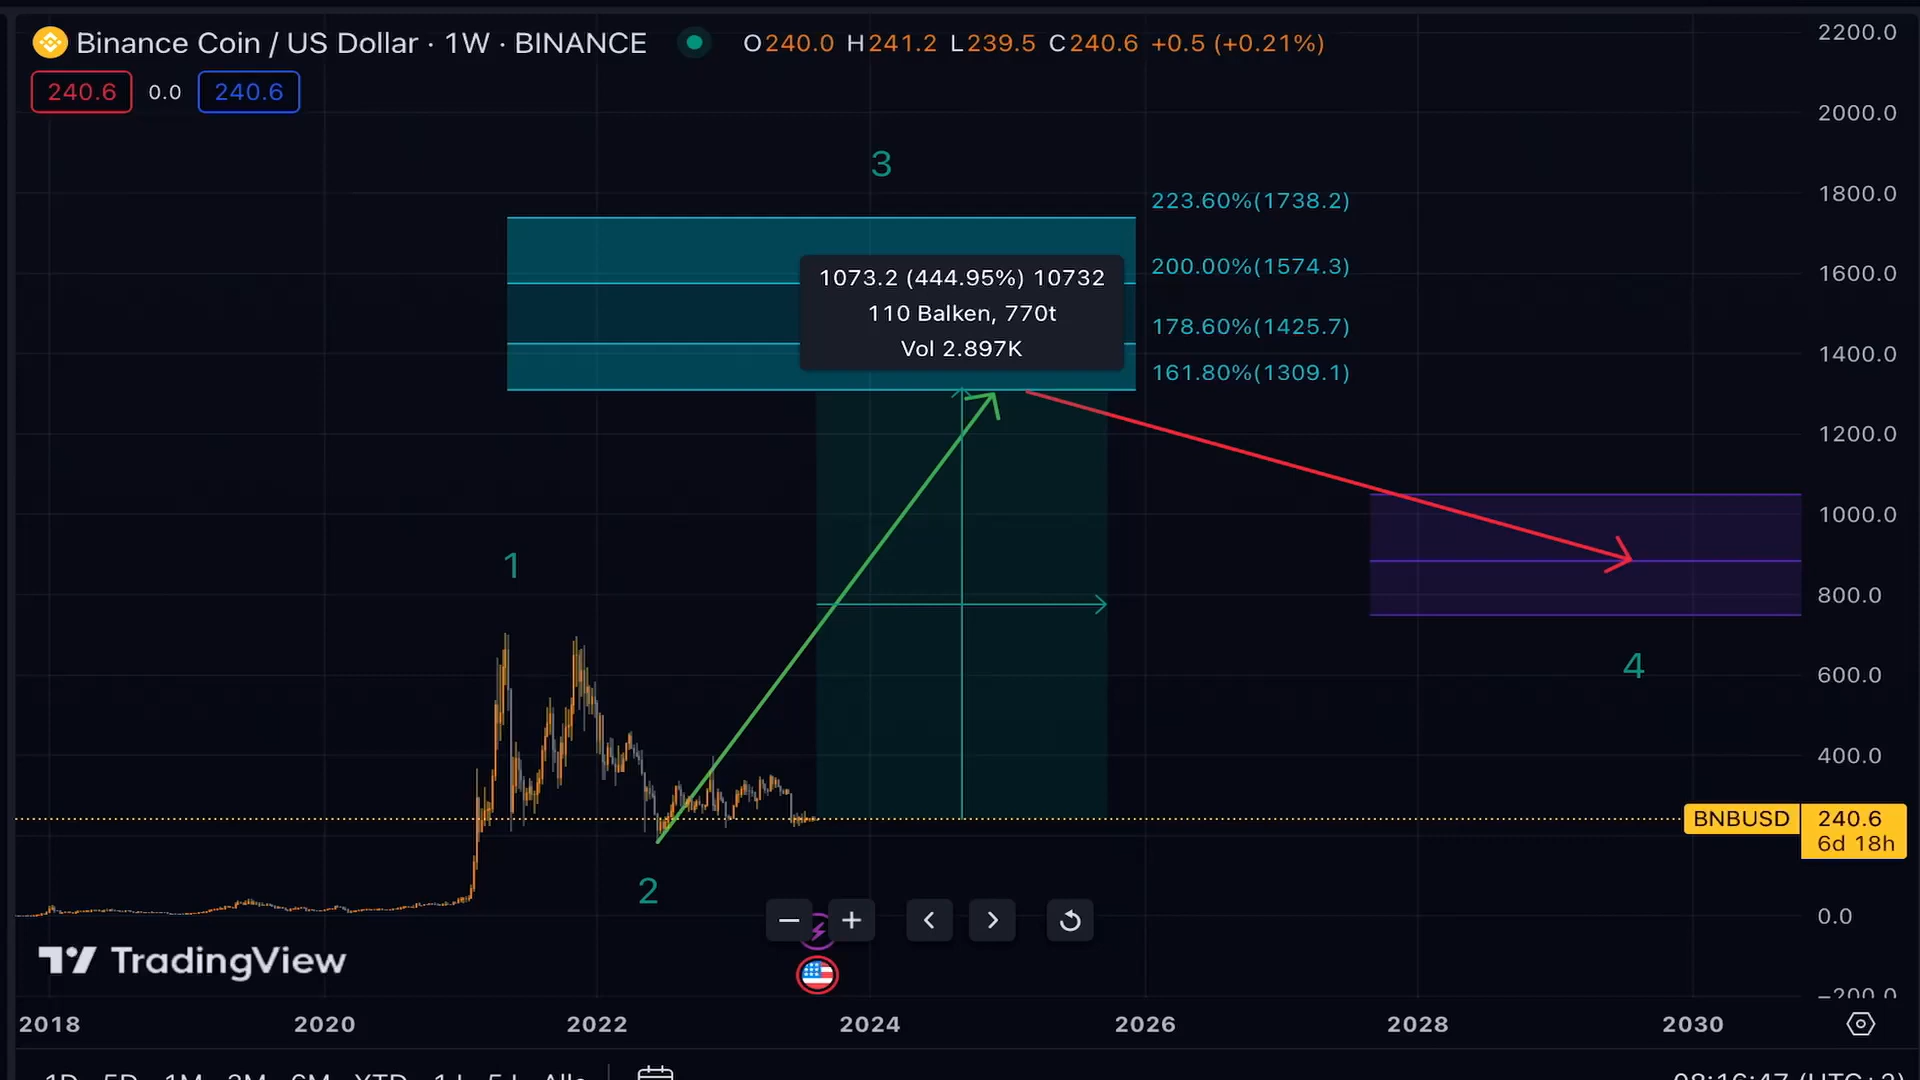 Binance Coin / US Dollar · 1W · BINANCE
O240.0 H241.2 L239.5 C240.6 +0.5 (+0.21%)
240.6 0.0 240.6
2200.0
2000.0
1800.0
1600.0
1400.0
1200.0
1000.0
800.0
600.0
400.0
0.0
−200.0
3
223.60%(1738.2)
200.00%(1574.3)
178.60%(1425.7)
161.80%(1309.1)
1073.2 (444.95%) 10732
110 Balken, 770t
Vol 2.897K
1
4
2
BNBUSD 240.6
6d 18h
TradingView
2018 2020 2022 2024 2026 2028 2030